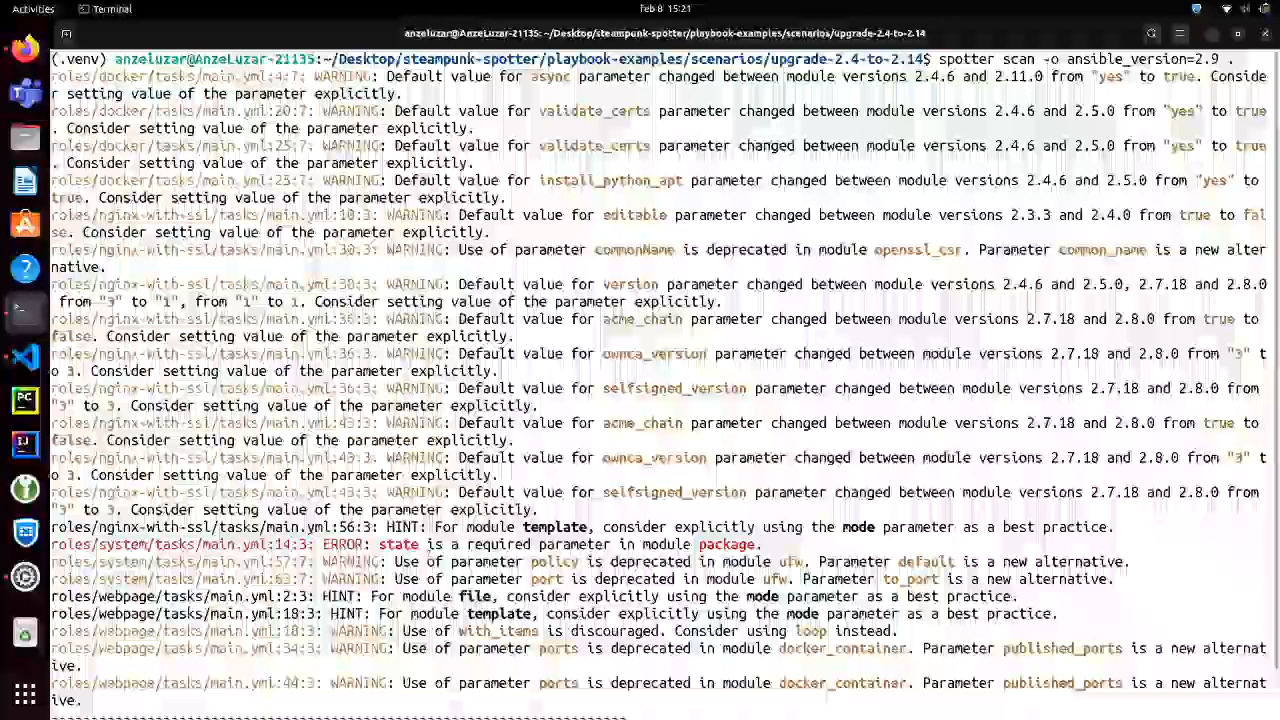 Activities
Terminal
Feb 8 15:21
anzeluzar@AnzeLuzar-21135: ~/Desktop/steampunk-spotter/playbook-examples/scenarios/upgrade-2.4-to-2.14
(.venv) anzeluzar@AnzeLuzar-21135:~/Desktop/steampunk-spotter/playbook-examples/scenarios/upgrade-2.4-to-2.14$ spotter scan -o ansible_version=2.9 .
roles/docker/tasks/main.yml:4:7: WARNING: Default value for async parameter changed between module versions 2.4.6 and 2.11.0 from "yes" to true. Conside
r setting value of the parameter explicitly.
roles/docker/tasks/main.yml:20:7: WARNING: Default value for validate_certs parameter changed between module versions 2.4.6 and 2.5.0 from "yes" to true
. Consider setting value of the parameter explicitly.
roles/docker/tasks/main.yml:25:7: WARNING: Default value for validate_certs parameter changed between module versions 2.4.6 and 2.5.0 from "yes" to true
. Consider setting value of the parameter explicitly.
roles/docker/tasks/main.yml:25:7: WARNING: Default value for install_python_apt parameter changed between module versions 2.4.6 and 2.5.0 from "yes" to
true. Consider setting value of the parameter explicitly.
roles/nginx-with-ssl/tasks/main.yml:10:3: WARNING: Default value for editable parameter changed between module versions 2.3.3 and 2.4.0 from true to fal
se. Consider setting value of the parameter explicitly.
roles/nginx-with-ssl/tasks/main.yml:30:3: WARNING: Use of parameter commonName is deprecated in module openssl_csr. Parameter common_name is a new alter
native.
roles/nginx-with-ssl/tasks/main.yml:30:3: WARNING: Default value for version parameter changed between module versions 2.4.6 and 2.5.0, 2.7.18 and 2.8.0
from "3" to "1", from "1" to 1. Consider setting value of the parameter explicitly.
roles/nginx-with-ssl/tasks/main.yml:36:3: WARNING: Default value for acme_chain parameter changed between module versions 2.7.18 and 2.8.0 from true to
false. Consider setting value of the parameter explicitly.
roles/nginx-with-ssl/tasks/main.yml:36:3: WARNING: Default value for ownca_version parameter changed between module versions 2.7.18 and 2.8.0 from "3" t
o 3. Consider setting value of the parameter explicitly.
roles/nginx-with-ssl/tasks/main.yml:36:3: WARNING: Default value for selfsigned_version parameter changed between module versions 2.7.18 and 2.8.0 from
"3" to 3. Consider setting value of the parameter explicitly.
roles/nginx-with-ssl/tasks/main.yml:43:3: WARNING: Default value for acme_chain parameter changed between module versions 2.7.18 and 2.8.0 from true to
false. Consider setting value of the parameter explicitly.
roles/nginx-with-ssl/tasks/main.yml:43:3: WARNING: Default value for ownca_version parameter changed between module versions 2.7.18 and 2.8.0 from "3" t
o 3. Consider setting value of the parameter explicitly.
roles/nginx-with-ssl/tasks/main.yml:43:3: WARNING: Default value for selfsigned_version parameter changed between module versions 2.7.18 and 2.8.0 from
"3" to 3. Consider setting value of the parameter explicitly.
roles/nginx-with-ssl/tasks/main.yml:56:3: HINT: For module template, consider explicitly using the mode parameter as a best practice.
roles/system/tasks/main.yml:14:3: ERROR: state is a required parameter in module package.
roles/system/tasks/main.yml:57:7: WARNING: Use of parameter policy is deprecated in module ufw. Parameter default is a new alternative.
roles/system/tasks/main.yml:63:7: WARNING: Use of parameter port is deprecated in module ufw. Parameter to_port is a new alternative.
roles/webpage/tasks/main.yml:2:3: HINT: For module file, consider explicitly using the mode parameter as a best practice.
roles/webpage/tasks/main.yml:18:3: HINT: For module template, consider explicitly using the mode parameter as a best practice.
roles/webpage/tasks/main.yml:18:3: WARNING: Use of with_items is discouraged. Consider using loop instead.
roles/webpage/tasks/main.yml:34:3: WARNING: Use of parameter ports is deprecated in module docker_container. Parameter published_ports is a new alternat
ive.
roles/webpage/tasks/main.yml:44:3: WARNING: Use of parameter ports is deprecated in module docker_container. Parameter published_ports is a new alternat
ive.